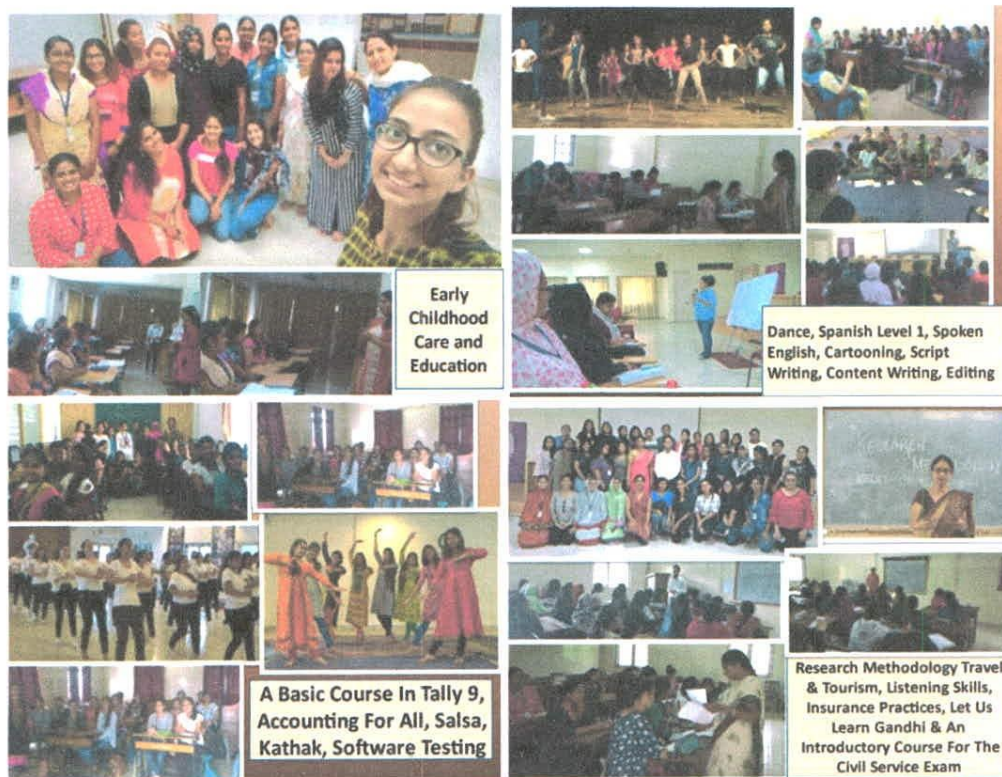 Early
Childhood
Care and
Education
Dance, Spanish Level 1, Spoken
English, Cartooning, Script
Writing, Content Writing, Editing
A Basic Course In Tally 9,
Accounting For All, Salsa,
Kathak, Software Testing
RESEARCH
Research Methodology Travel
& Tourism, Listening Skills,
Insurance Practices, Let Us
Learn Gandhi & An
Introductory Course For The
Civil Service Exam